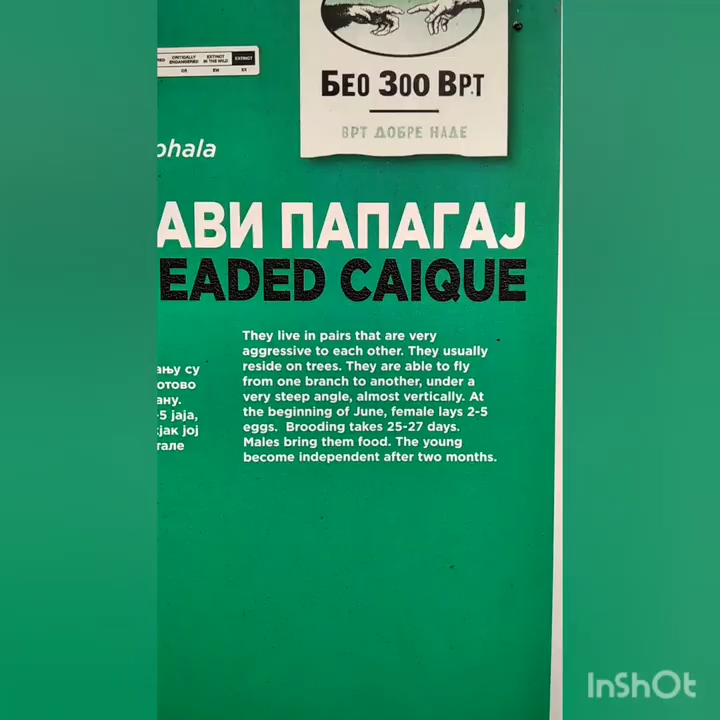 CRITICALLY ENDANGERED
EXTINCT IN THE WILD
EXTINCT
CR
EW
EX
БЕО ЗОО ВРТ
ВРТ ДОБРЕ НАДЕ
ohala
АВИ ПАПАГАЈ
EADED CAIQUE
They live in pairs that are very
aggressive to each other. They usually
reside on trees. They are able to fly
from one branch to another, under a
very steep angle, almost vertically. At
the beginning of June, female lays 2-5
eggs. Brooding takes 25-27 days.
Males bring them food. The young
become independent after two months.
ању су
отово
ану.
-5 јаја,
јак јој
тале
InShOt